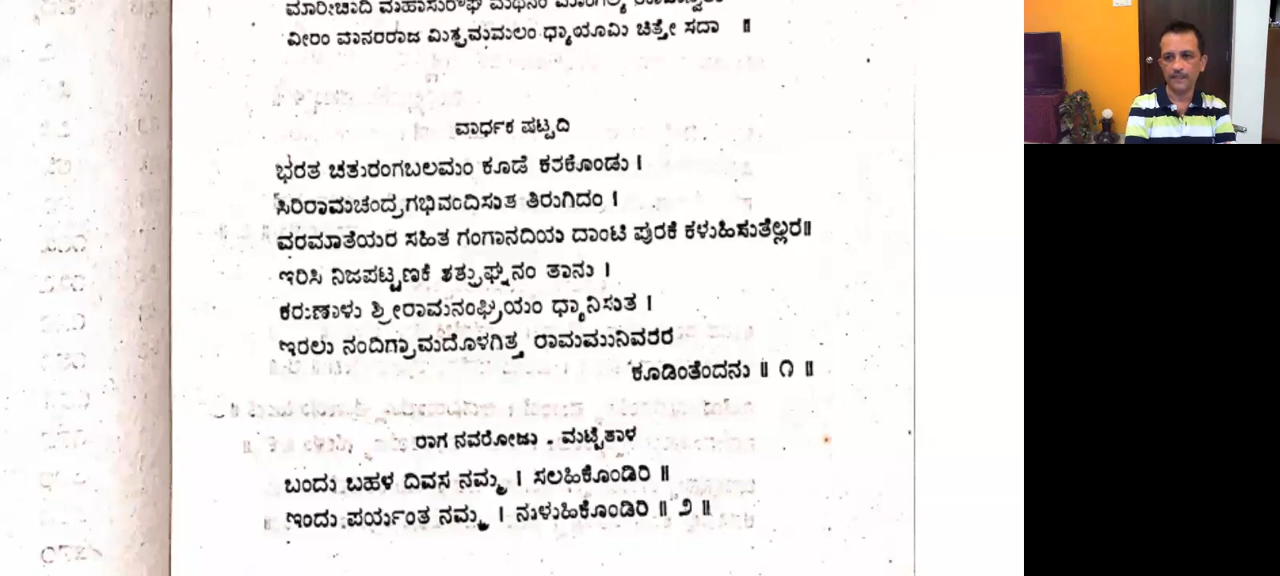 ಮಾರೀಚಾದಿ ಮಹಾಸುರೌಘ
ವೀರಂ ವಾನರರಾಜ ಮಿತ್ರಮಮಲಂ ಧ್ಯಾಯಾಮಿ ಚಿತ್ತೇ ಸದಾ ॥
ವಾರ್ಧಕ ಷಟ್ಪದಿ
ಭರತ ಚತುರಂಗಬಲಮಂ ಕೂಡೆ ಕರಕೊಂಡು ।
ಸಿರಿರಾಮಚಂದ್ರಗಭಿವಂದಿಸುತ ತಿರುಗಿದಂ ।
ವರಮಾತೆಯರ ಸಹಿತ ಗಂಗಾನದಿಯ ದಾಂಟಿ ಪುರಕೆ ಕಳುಹಿಸುತೆಲ್ಲರ॥
ಇರಿಸಿ ನಿಜಪಟ್ಟಣಕೆ ಶತ್ರುಘ್ನನಂ ತಾನು ।
ಕರುಣಾಳು ಶ್ರೀರಾಮನಂಘ್ರಿಯಂ ಧ್ಯಾನಿಸುತ ।
ಇರಲು ನಂದಿಗ್ರಾಮದೊಳಗಿತ್ತ ರಾಮಮುನಿವರರ
ಕೂಡಿಂತೆಂದನು ॥ ೧ ॥
ರಾಗ ನವರೋಜು - ಮಟ್ಟೆತಾಳ
ಬಂದು ಬಹಳ ದಿವಸ ನಮ್ಮ । ಸಲಹಿಕೊಂಡಿರಿ ॥
ಇಂದು ಪರ್ಯಂತ ನಮ್ಮ । ನುಳುಹಿಕೊಂಡಿರಿ ॥ ೨ ॥